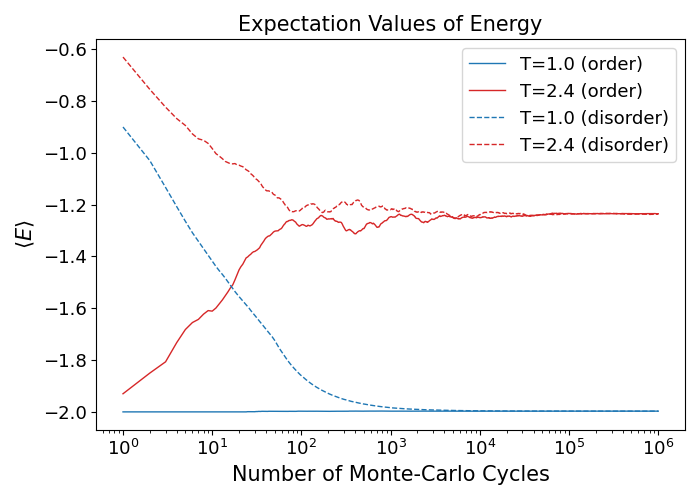 Expectation Values of Energy
T=1.0 (order)
T=2.4 (order)
T=1.0 (disorder)
T=2.4 (disorder)
⟨E⟩
−0.6
−0.8
−1.0
−1.2
−1.4
−1.6
−1.8
−2.0
10⁰ 10¹ 10² 10³ 10⁴ 10⁵ 10⁶
Number of Monte-Carlo Cycles